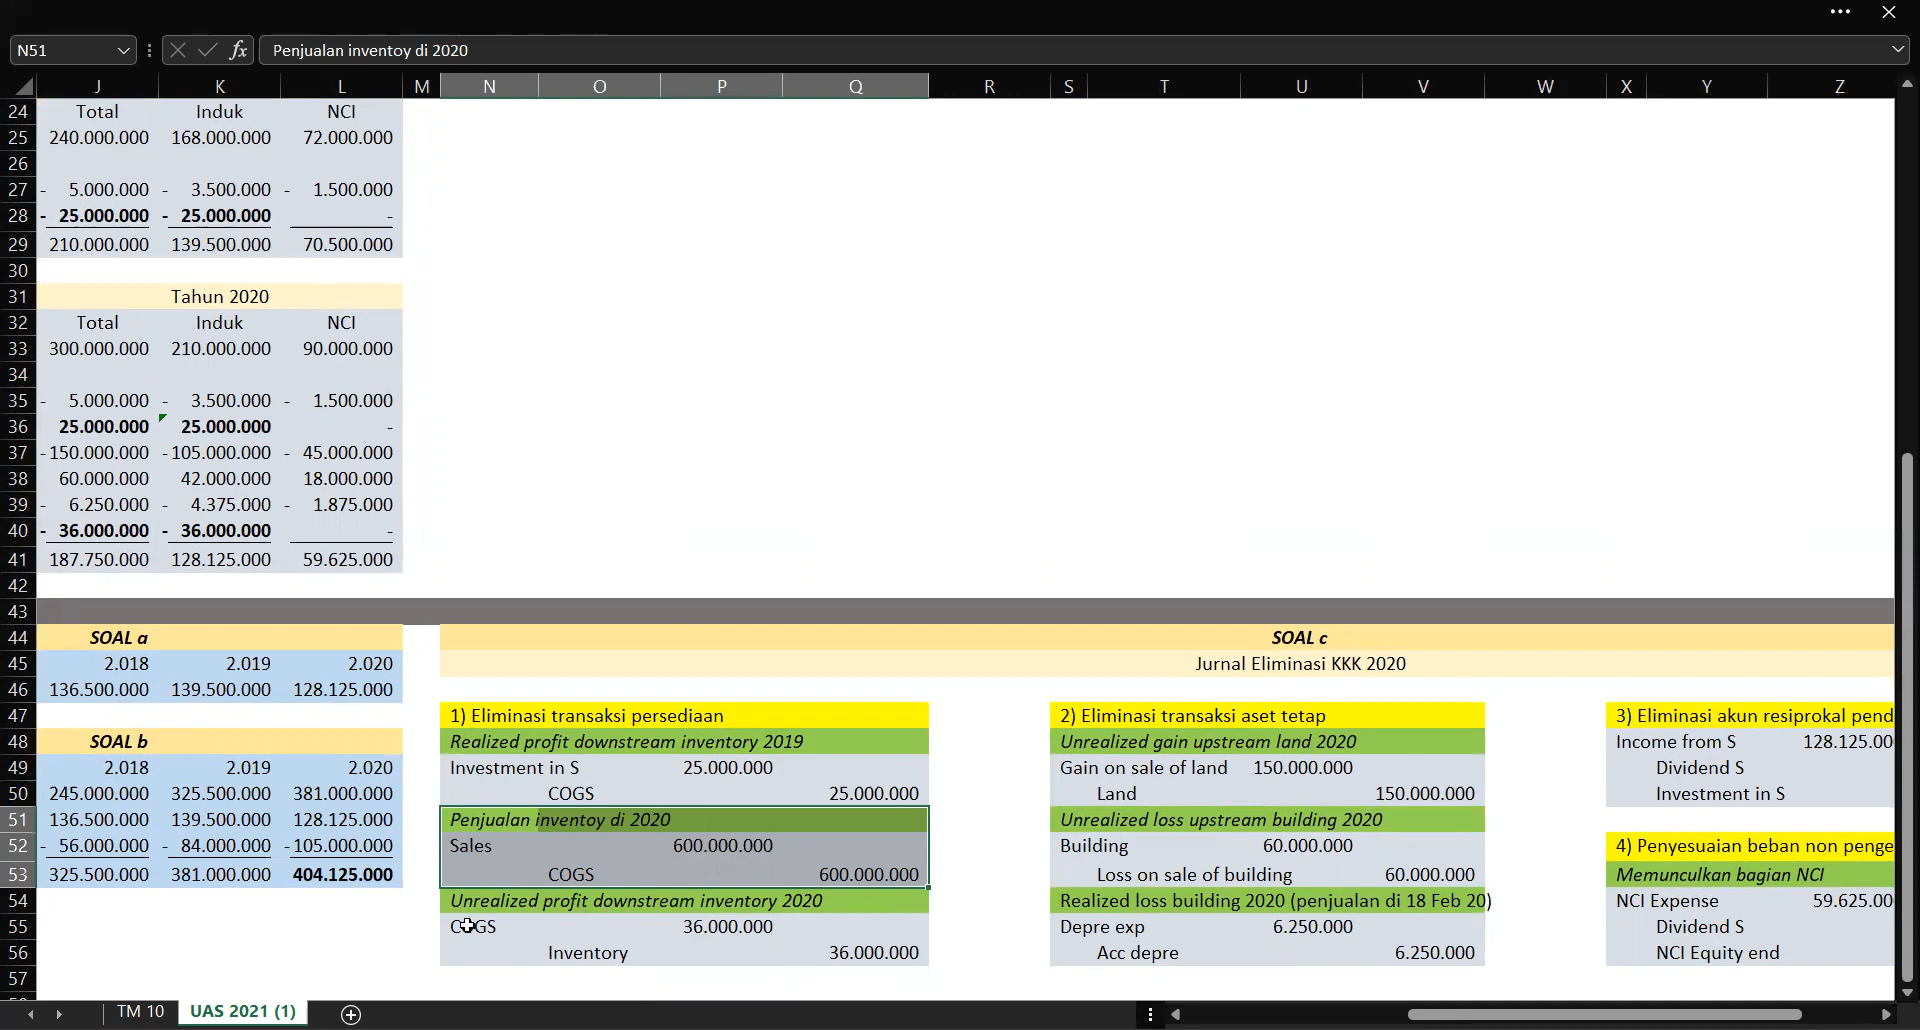 N51 fx Penjualan inventoy di 2020
J K L M N O P Q R S T U V W X Y Z
24 Total Induk NCI
25 240.000.000 168.000.000 72.000.000
26
27 - 5.000.000 - 3.500.000 - 1.500.000
28 - 25.000.000 - 25.000.000 -
29 210.000.000 139.500.000 70.500.000
30
31 Tahun 2020
32 Total Induk NCI
33 300.000.000 210.000.000 90.000.000
34
35 - 5.000.000 - 3.500.000 - 1.500.000
36 25.000.000 25.000.000 -
37 -150.000.000 -105.000.000 - 45.000.000
38 60.000.000 42.000.000 18.000.000
39 - 6.250.000 - 4.375.000 - 1.875.000
40 - 36.000.000 - 36.000.000 -
41 187.750.000 128.125.000 59.625.000
42
43
44 SOAL a SOAL c
45 2.018 2.019 2.020 Jurnal Eliminasi KKK 2020
46 136.500.000 139.500.000 128.125.000
47 1) Eliminasi transaksi persediaan 2) Eliminasi transaksi aset tetap 3) Eliminasi akun resiprokal pend
48 SOAL b Realized profit downstream inventory 2019 Unrealized gain upstream land 2020 Income from S 128.125.00
49 2.018 2.019 2.020 Investment in S 25.000.000 Gain on sale of land 150.000.000 Dividend S
50 245.000.000 325.500.000 381.000.000 COGS 25.000.000 Land 150.000.000 Investment in S
51 136.500.000 139.500.000 128.125.000 Penjualan inventoy di 2020 Unrealized loss upstream building 2020
52 - 56.000.000 - 84.000.000 -105.000.000 Sales 600.000.000 Building 60.000.000 4) Penyesuaian beban non penge
53 325.500.000 381.000.000 404.125.000 COGS 600.000.000 Loss on sale of building 60.000.000 Memunculkan bagian NCI
54 Unrealized profit downstream inventory 2020 Realized loss building 2020 (penjualan di 18 Feb 20) NCI Expense 59.625.00
55 COGS 36.000.000 Depre exp 6.250.000 Dividend S
56 Inventory 36.000.000 Acc depre 6.250.000 NCI Equity end
57
TM 10 UAS 2021 (1)